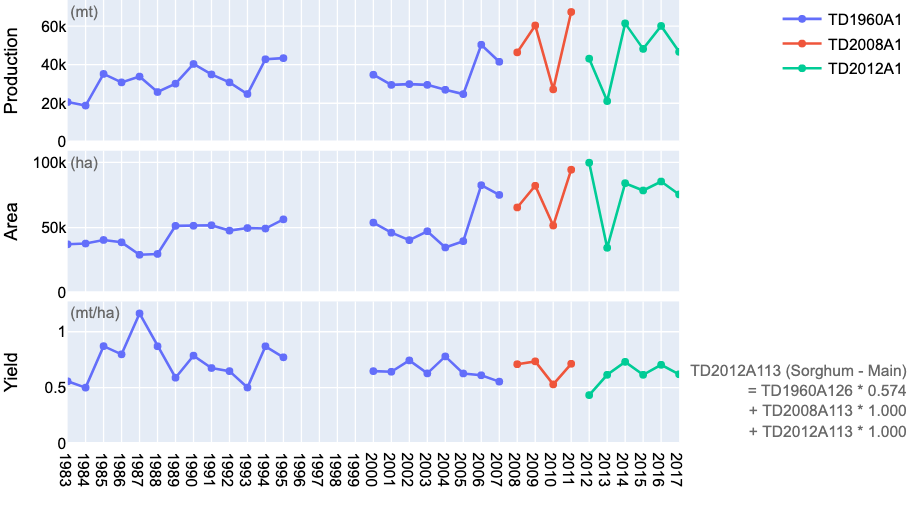 (mt)
Production
60k
40k
20k
0
TD1960A1
TD2008A1
TD2012A1
(ha)
Area
100k
50k
0
(mt/ha)
Yield
1
0.5
0
TD2012A113 (Sorghum - Main)
= TD1960A126 * 0.574
+ TD2008A113 * 1.000
+ TD2012A113 * 1.000
1983
1984
1985
1986
1987
1988
1989
1990
1991
1992
1993
1994
1995
1996
1997
1998
1999
2000
2001
2002
2003
2004
2005
2006
2007
2008
2009
2010
2011
2012
2013
2014
2015
2016
2017